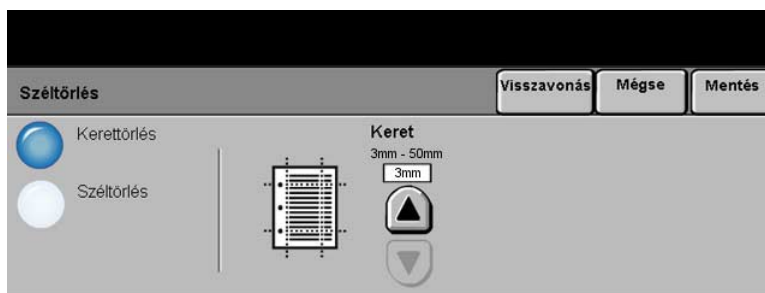 Széltörlés
Visszavonás
Mégse
Mentés
Kerettörlés
Széltörlés
Keret
3mm - 50mm
3mm